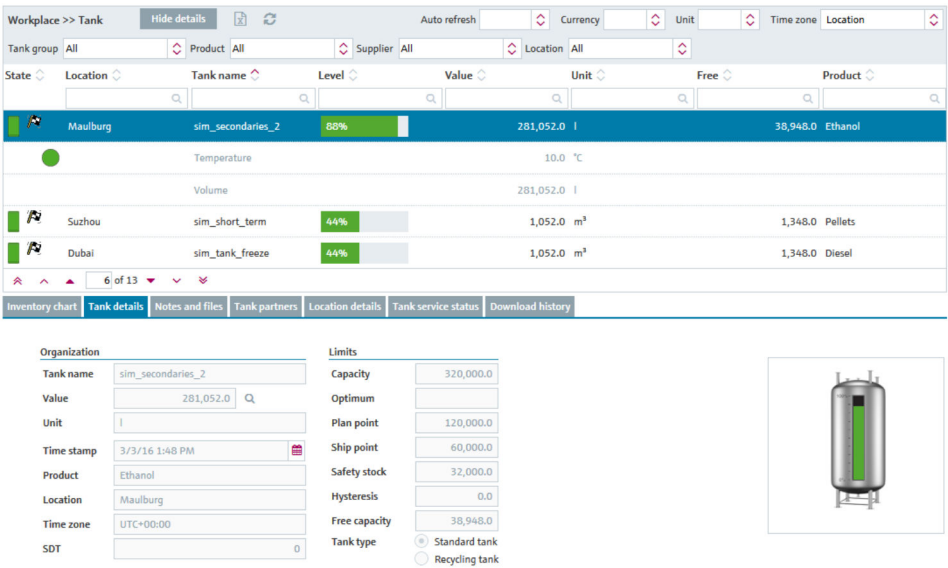 Workplace >> Tank Hide details Auto refresh Currency Unit Time zone Location
Tank group All Product All Supplier All Location All
State Location Tank name Level Value Unit Free Product
Maulburg sim_secondaries_2 88% 281,052.0 l 38,948.0 Ethanol
Temperature 10.0 °C
Volume 281,052.0 l
Suzhou sim_short_term 44% 1,052.0 m³ 1,348.0 Pellets
Dubai sim_tank_freeze 44% 1,052.0 m³ 1,348.0 Diesel
6 of 13
Inventory chart Tank details Notes and files Tank partners Location details Tank service status Download history
Organization Limits
Tank name sim_secondaries_2 Capacity 320,000.0
Value 281,052.0 Optimum
Unit l Plan point 120,000.0
Time stamp 3/3/16 1:48 PM Ship point 60,000.0
Product Ethanol Safety stock 32,000.0
Location Maulburg Hysteresis 0.0
Time zone UTC+00:00 Free capacity 38,948.0
SDT 0 Tank type Standard tank
Recycling tank